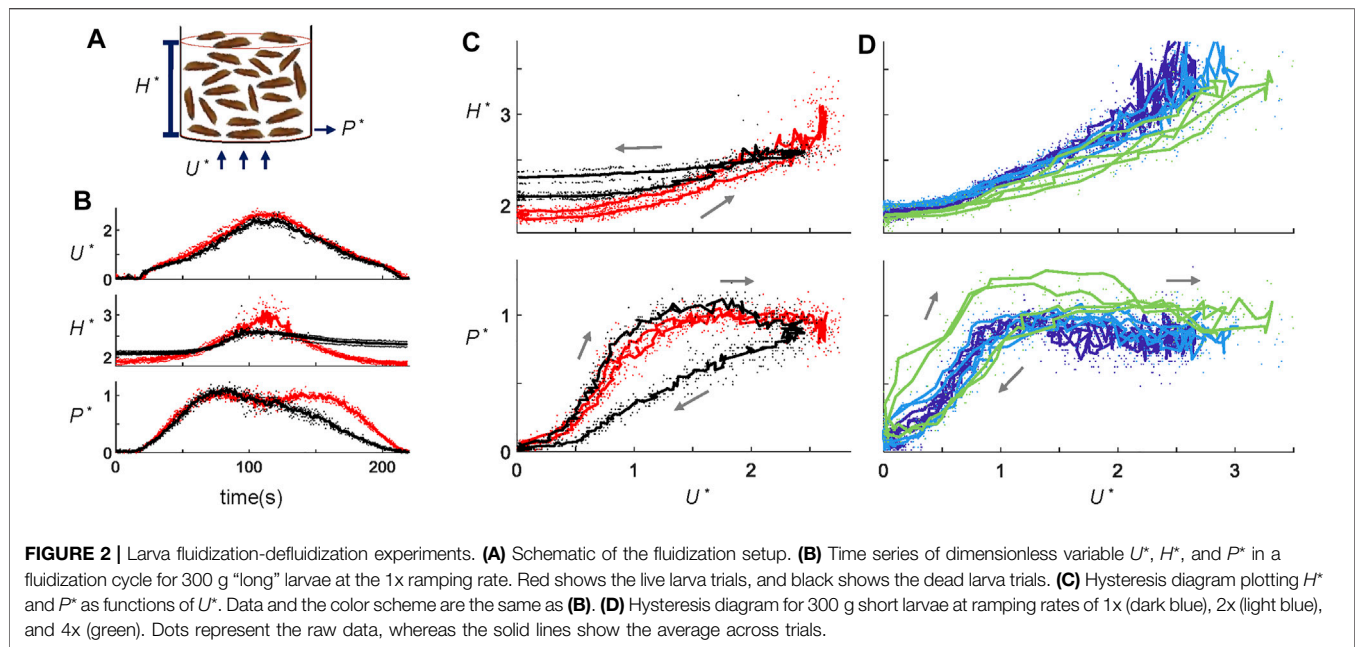 A
H*
P*
U*
B
2
U*
0
3
H*
2
1
P*
0
0 100 200
time(s)
C
H*
3
2
1
P*
0
0 1 2
U*
D
0 1 2 3
U*
FIGURE 2 | Larva fluidization-defluidization experiments. (A) Schematic of the fluidization setup. (B) Time series of dimensionless variable U*, H*, and P* in a
fluidization cycle for 300 g “long” larvae at the 1x ramping rate. Red shows the live larva trials, and black shows the dead larva trials. (C) Hysteresis diagram plotting H*
and P* as functions of U*. Data and the color scheme are the same as (B). (D) Hysteresis diagram for 300 g short larvae at ramping rates of 1x (dark blue), 2x (light blue),
and 4x (green). Dots represent the raw data, whereas the solid lines show the average across trials.